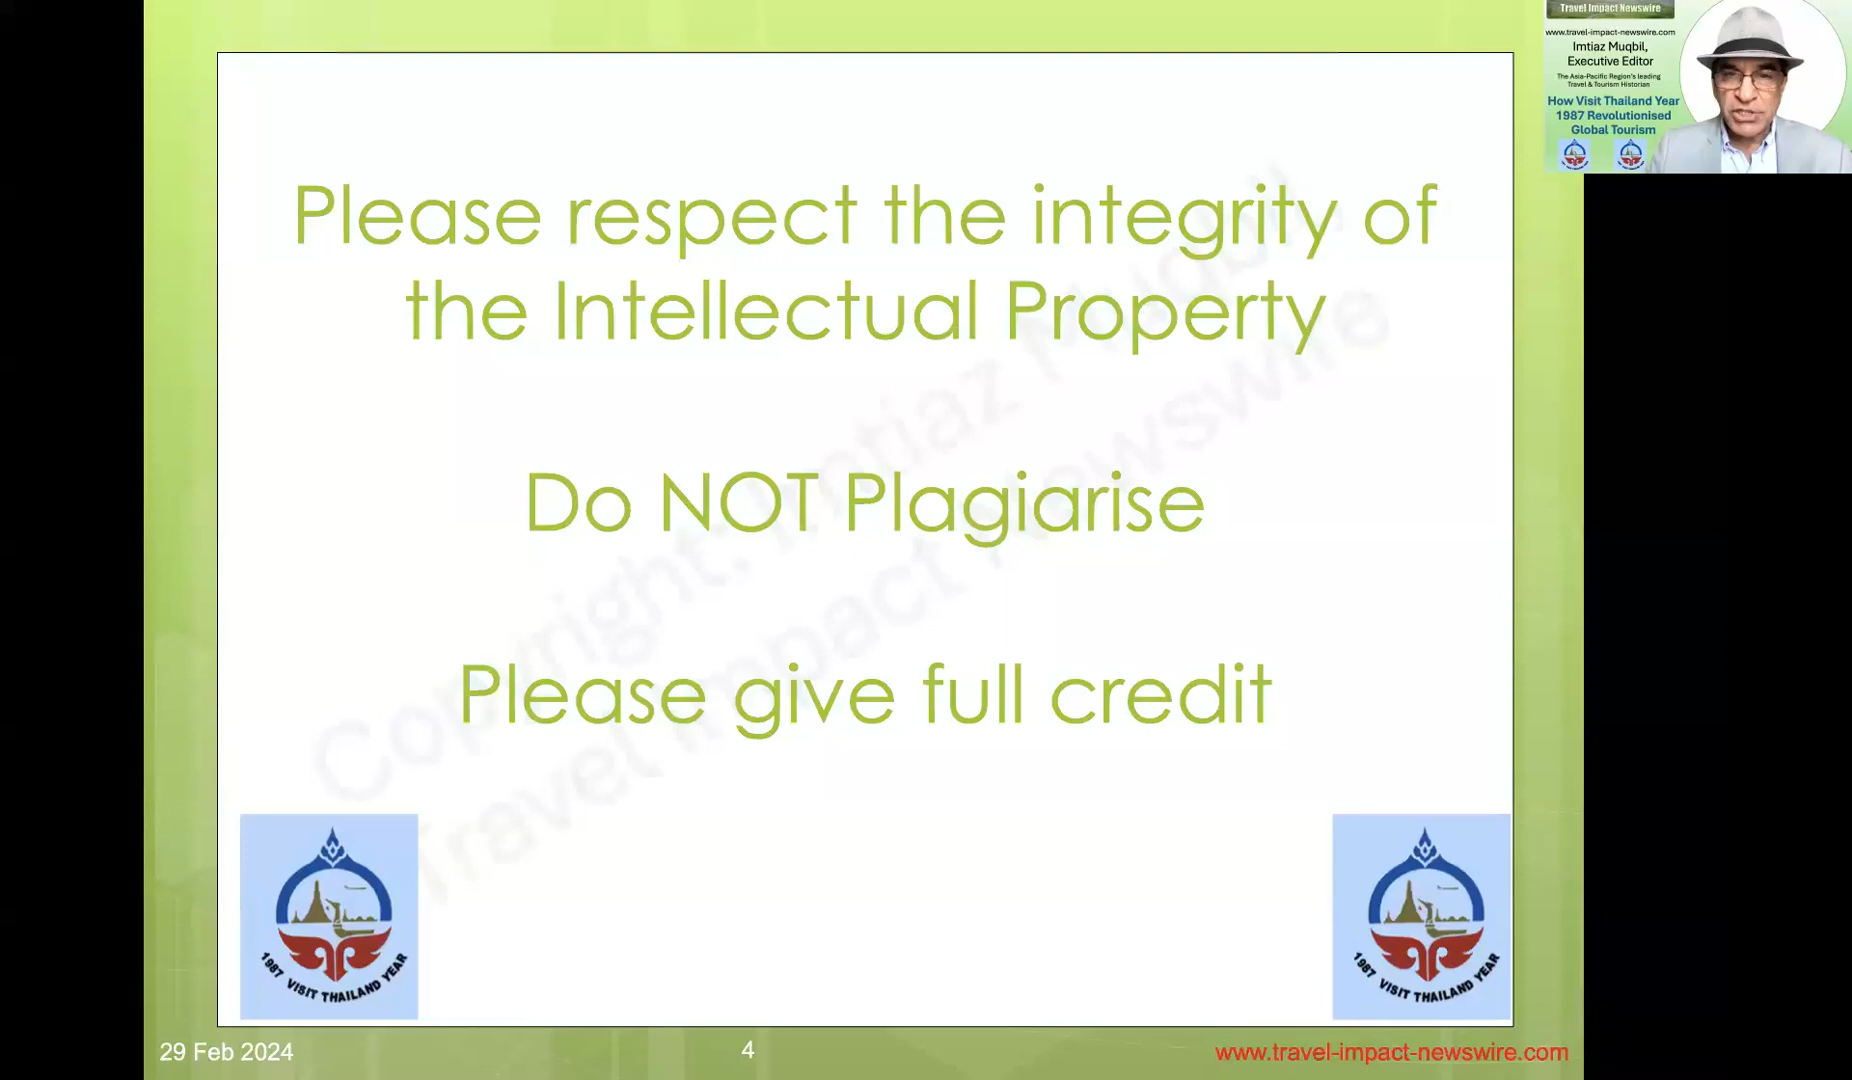 Please respect the integrity of
the Intellectual Property
Do NOT Plagiarise
Please give full credit
Copyright: Imtiaz Muqbil,
Travel Impact Newswire
1987 VISIT THAILAND YEAR
1987 VISIT THAILAND YEAR
29 Feb 2024
4
www.travel-impact-newswire.com
Travel Impact Newswire
www.travel-impact-newswire.com
Imtiaz Muqbil,
Executive Editor
The Asia-Pacific Region's leading
Travel & Tourism Historian
How Visit Thailand Year
1987 Revolutionised
Global Tourism